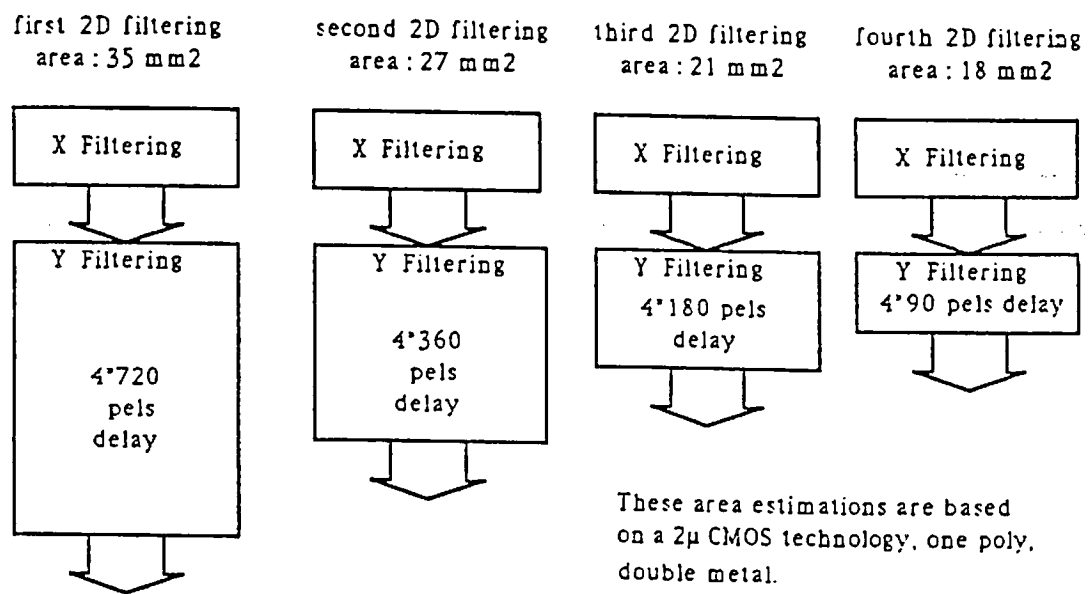 first 2D filtering
area : 35 mm2
X Filtering
Y Filtering
4*720
pels
delay
second 2D filtering
area : 27 mm2
X Filtering
Y Filtering
4*360
pels
delay
third 2D filtering
area : 21 mm2
X Filtering
Y Filtering
4*180 pels
delay
fourth 2D filtering
area : 18 mm2
X Filtering
Y Filtering
4*90 pels delay
These area estimations are based
on a 2µ CMOS technology, one poly,
double metal.